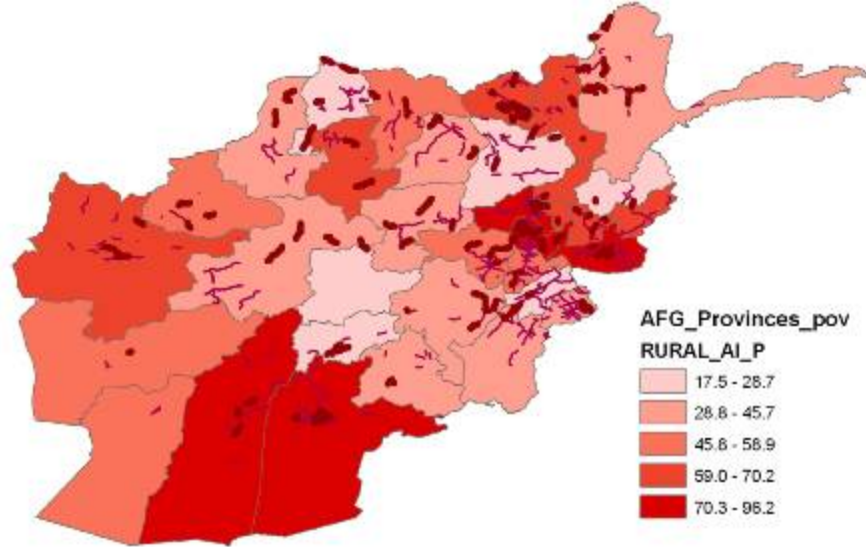 AFG_Provinces_pov
RURAL_AI_P
17.5 - 28.7
28.8 - 45.7
45.8 - 58.9
59.0 - 70.2
70.3 - 96.2